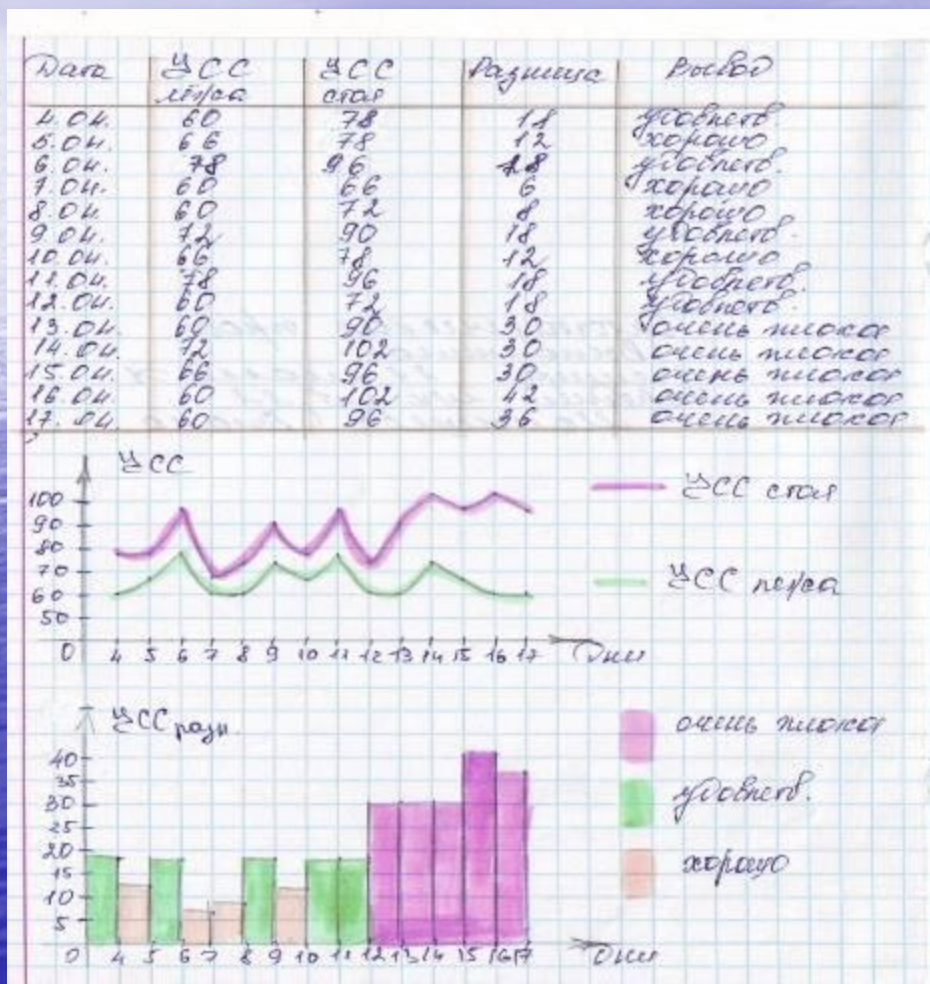 Дата ЧСС лёжа ЧСС стоя Разница Вывод
4.04. 60 78 18 удовлетв.
5.04. 66 78 12 хорошо
6.04. 78 96 18 удовлетв.
7.04. 60 66 6 хорошо
8.04. 60 72 8 хорошо
9.04. 72 90 18 удовлетв.
10.04. 66 78 12 хорошо
11.04. 78 96 18 удовлетв.
12.04. 60 72 18 удовлетв.
13.04. 60 90 30 очень плохое
14.04. 72 102 30 очень плохое
15.04. 66 96 30 очень плохое
16.04. 60 102 42 очень плохое
17.04. 60 96 36 очень плохое
ЧСС
100
90
80
70
60
50
0 4 5 6 7 8 9 10 11 12 13 14 15 16 17 Дни
ЧСС стоя
ЧСС лёжа
ЧСС разн.
40
35
30
25
20
15
10
5
0 4 5 6 7 8 9 10 11 12 13 14 15 16 17 Дни
очень плохое
удовлетв.
хорошо